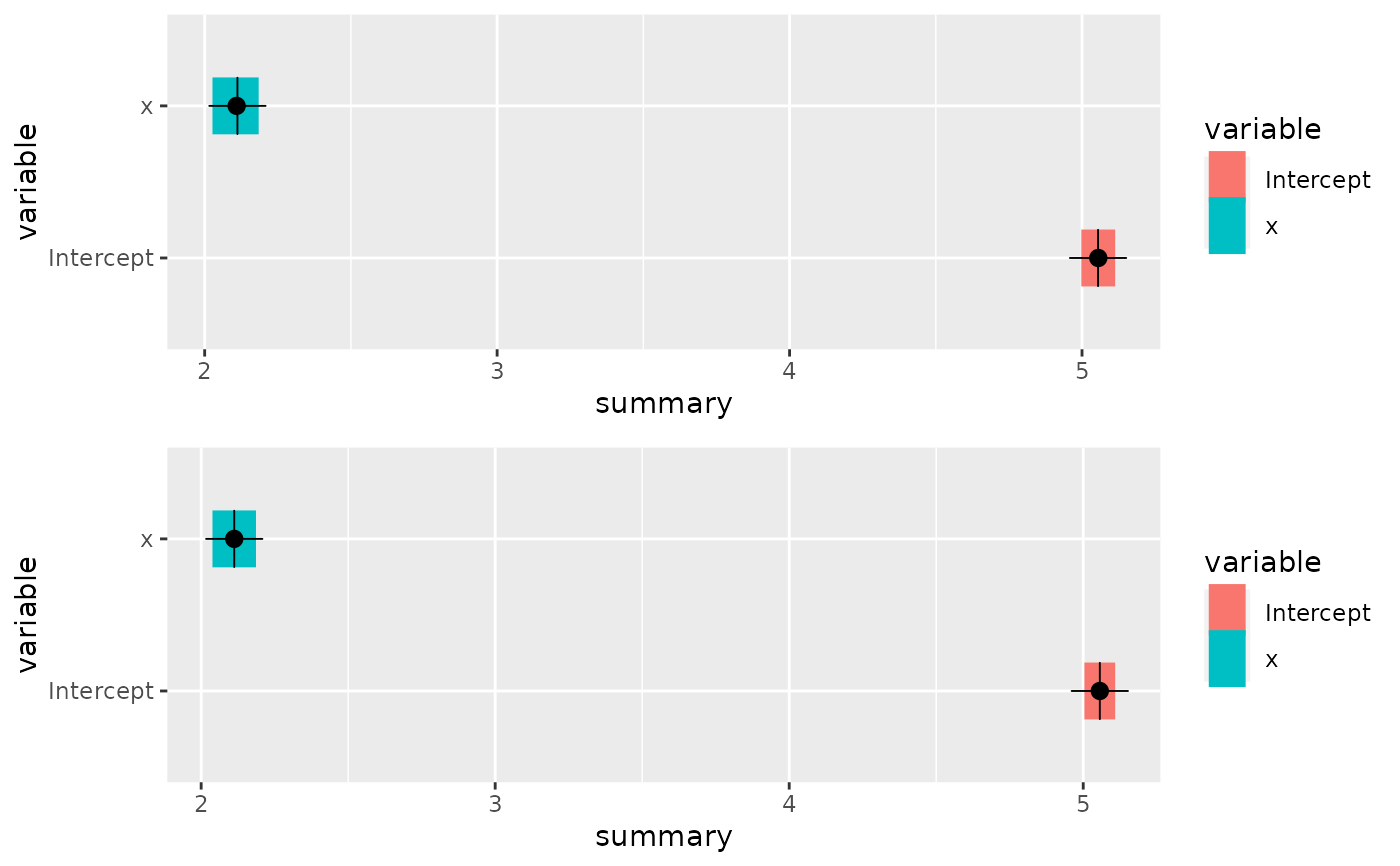 variable
x
Intercept
2 3 4 5
summary
variable
Intercept
x
variable
x
Intercept
2 3 4 5
summary
variable
Intercept
x